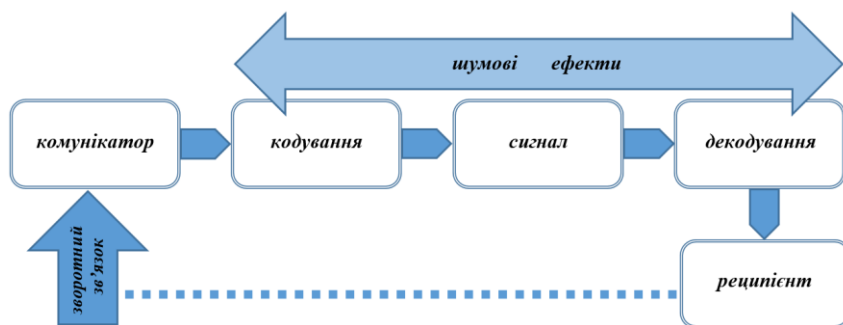 шумові ефекти
комунікатор
кодування
сигнал
декодування
зворотний
зв’язок
реципієнт